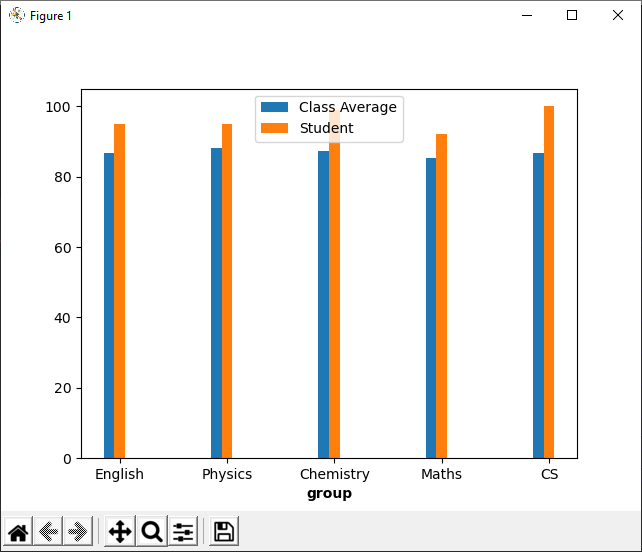 Figure 1
Class Average
Student
100
80
60
40
20
0
English Physics Chemistry Maths CS
group